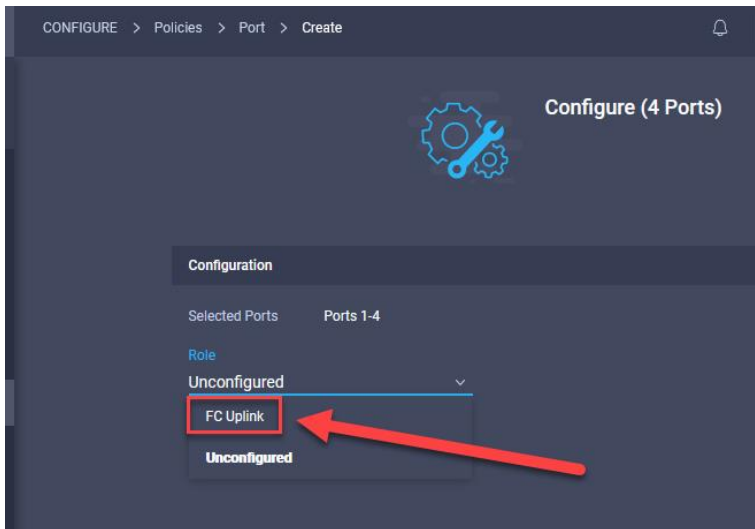 CONFIGURE > Policies > Port > Create
Configure (4 Ports)
Configuration
Selected Ports Ports 1-4
Role
Unconfigured
FC Uplink
Unconfigured